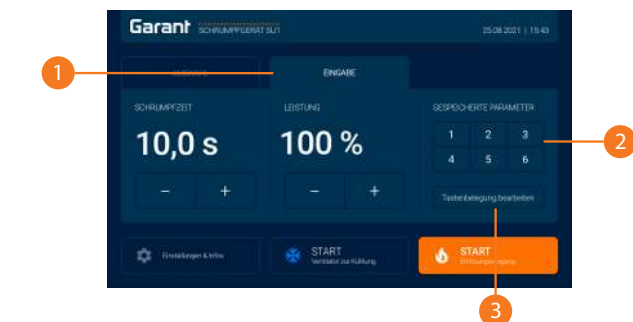 Garant SCHRUMPFGERÄT SU1
25.08.2021 | 15:43
1
EINGABE
SCHRUMPFZEIT
LEISTUNG
GESPEICHERTE PARAMETER
10,0 s
100 %
1 2 3
2
4 5 6
− +
− +
Tastenbelegung bearbeiten
Einstellungen & Infos
START
Ventilator zur Kühlung
START
3